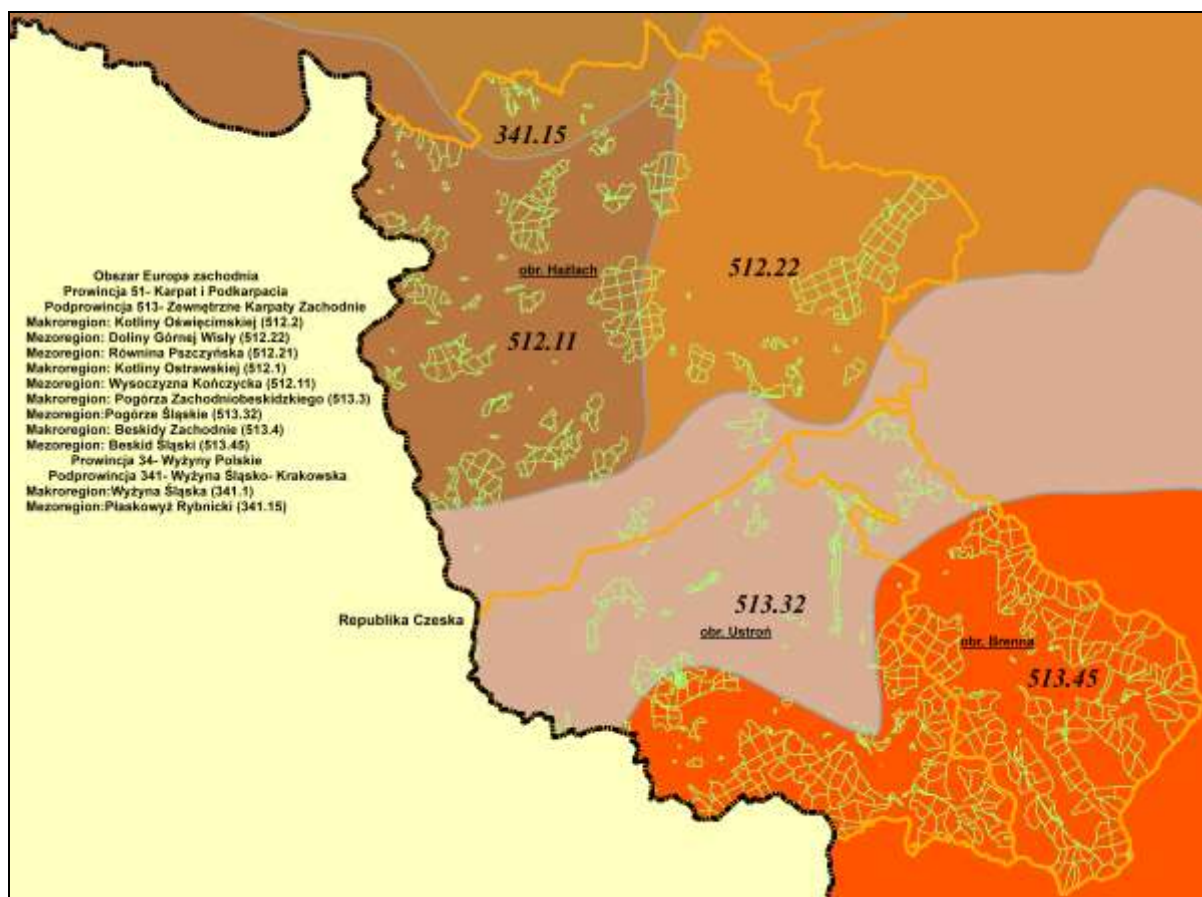 341.15
obr. Hażlach
512.22
Obszar Europa zachodnia
Prowincja 51- Karpat i Podkarpacia
Podprowincja 513- Zewnętrzne Karpaty Zachodnie
Makroregion: Kotliny Oświęcimskiej (512.2)
Mezoregion: Doliny Górnej Wisły (512.22)
Mezoregion: Równina Pszczyńska (512.21)
Makroregion: Kotliny Ostrawskiej (512.1)
Mezoregion: Wysoczyzna Kończycka (512.11)
Makroregion: Pogórza Zachodniobeskidzkiego (513.3)
Mezoregion:Pogórze Śląskie (513.32)
Makroregion: Beskidy Zachodnie (513.4)
Mezoregion: Beskid Śląski (513.45)
Prowincja 34- Wyżyny Polskie
Podprowincja 341- Wyżyna Śląsko- Krakowska
Makroregion:Wyżyna Śląska (341.1)
Mezoregion:Płaskowyż Rybnicki (341.15)
512.11
Republika Czeska
513.32
obr. Ustroń
obr. Brenna
513.45